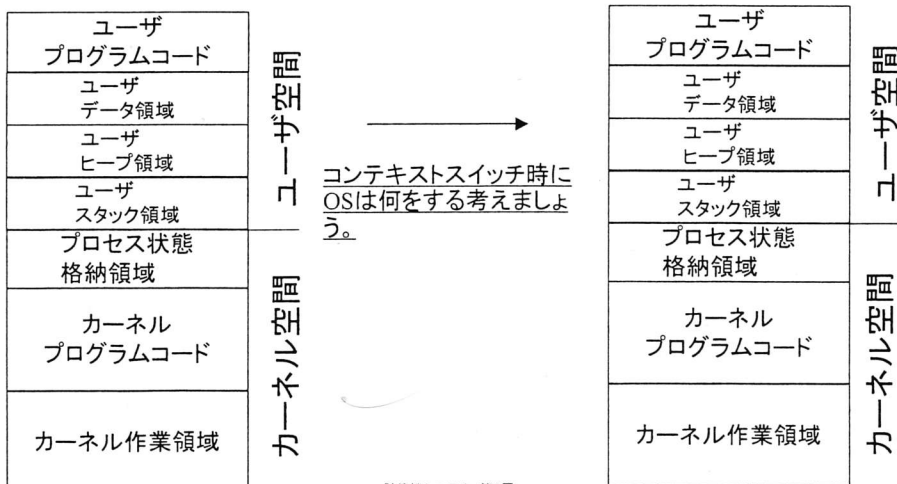 ユーザ
プログラムコード
ユーザ
データ領域
ユーザ
ヒープ領域
ユーザ
スタック領域
プロセス状態
格納領域
カーネル
プログラムコード
カーネル作業領域
ユーザ空間
カーネル空間
コンテキストスイッチ時に
OSは何をする考えましょ
う。
ユーザ
プログラムコード
ユーザ
データ領域
ユーザ
ヒープ領域
ユーザ
スタック領域
プロセス状態
格納領域
カーネル
プログラムコード
カーネル作業領域
ユーザ空間
カーネル空間